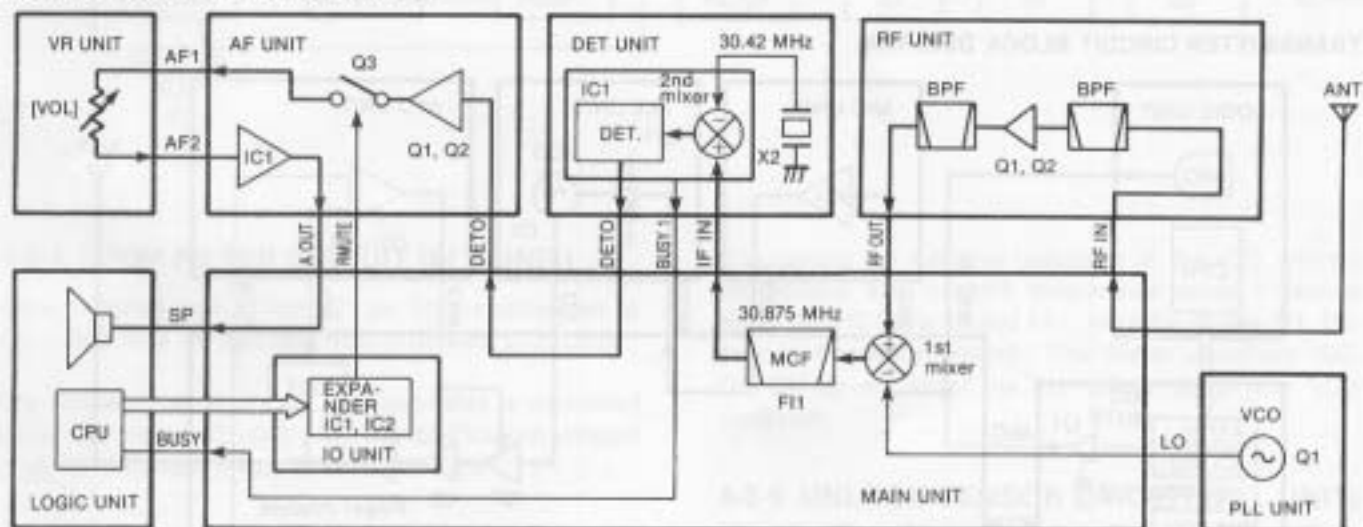 VR UNIT
AF1
[VOL]
AF2
AF UNIT
Q3
Q1, Q2
IC1
DET UNIT
30.42 MHz
IC1
2nd
mixer
DET.
X2
RF UNIT
BPF
BPF
Q1, Q2
ANT
A OUT
RMUTE
DETO
DETO
BUSY 1
IF IN
RF OUT
RF IN
SP
EXPA-
NDER
IC1, IC2
IO UNIT
CPU
BUSY
LOGIC UNIT
30.875 MHz
MCF
FI1
1st
mixer
MAIN UNIT
LO
VCO
Q1
PLL UNIT